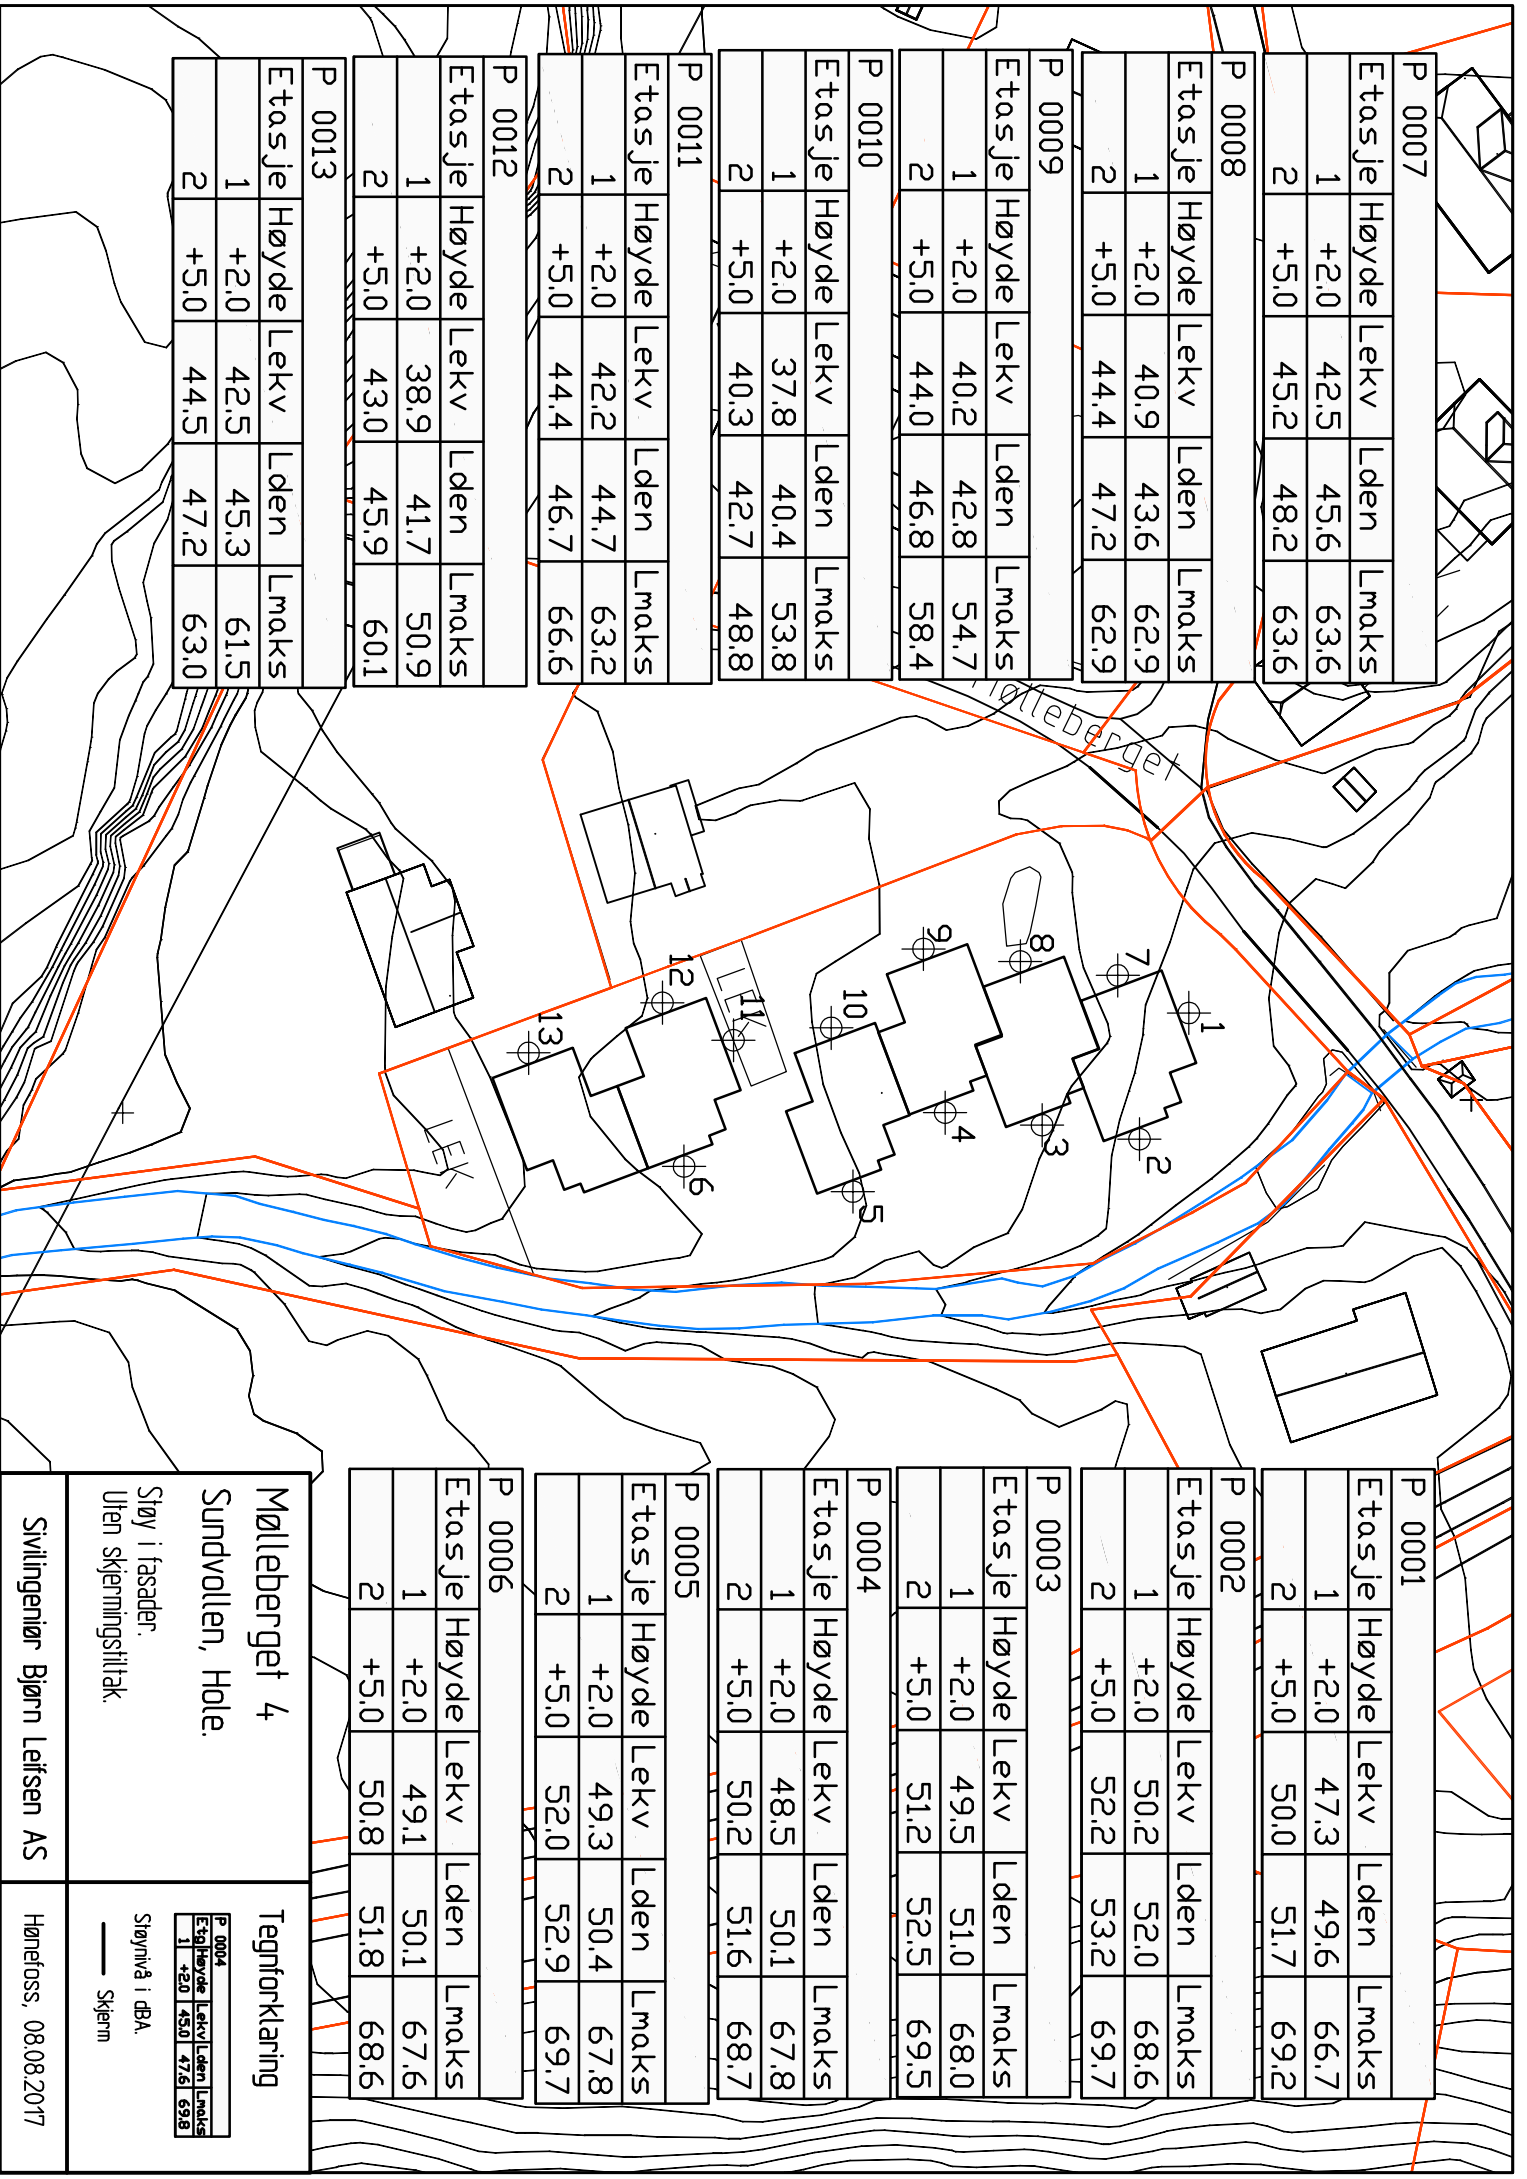 P 0007
Etasje Høyde Lekv Lden Lmaks
1 +2.0 42.5 45.6 63.6
2 +5.0 45.2 48.2 63.6
P 0008
Etasje Høyde Lekv Lden Lmaks
1 +2.0 40.9 43.6 62.9
2 +5.0 44.4 47.2 62.9
P 0009
Etasje Høyde Lekv Lden Lmaks
1 +2.0 40.2 42.8 54.7
2 +5.0 44.0 46.8 58.4
P 0010
Etasje Høyde Lekv Lden Lmaks
1 +2.0 37.8 40.4 53.8
2 +5.0 40.3 42.7 48.8
P 0011
Etasje Høyde Lekv Lden Lmaks
1 +2.0 42.2 44.7 63.2
2 +5.0 44.4 46.7 66.6
P 0012
Etasje Høyde Lekv Lden Lmaks
1 +2.0 38.9 41.7 50.9
2 +5.0 43.0 45.9 60.1
P 0013
Etasje Høyde Lekv Lden Lmaks
1 +2.0 42.5 45.3 61.5
2 +5.0 44.5 47.2 63.0
Mølleberget
1
7
2
8
3
9
4
10
5
11
LEK
12
6
13
LEK
P 0001
Etasje Høyde Lekv Lden Lmaks
1 +2.0 47.3 49.6 66.7
2 +5.0 50.0 51.7 69.2
P 0002
Etasje Høyde Lekv Lden Lmaks
1 +2.0 50.2 52.0 68.6
2 +5.0 52.2 53.2 69.7
P 0003
Etasje Høyde Lekv Lden Lmaks
1 +2.0 49.5 51.0 68.0
2 +5.0 51.2 52.5 69.5
P 0004
Etasje Høyde Lekv Lden Lmaks
1 +2.0 48.5 50.1 67.8
2 +5.0 50.2 51.6 68.7
P 0005
Etasje Høyde Lekv Lden Lmaks
1 +2.0 49.3 50.4 67.8
2 +5.0 52.0 52.9 69.7
P 0006
Etasje Høyde Lekv Lden Lmaks
1 +2.0 49.1 50.1 67.6
2 +5.0 50.8 51.8 68.6
Mølleberget 4
Sundvollen, Hole.
Støy i fasader.
Uten skjermingstiltak.
Sivilingeniør Bjørn Leifsen AS
Tegnforklaring
P 0004
Etg Høyde Lekv Lden Lmaks
1 +2.0 45.0 47.6 69.8
Støynivå i dBA.
Skjerm
Hønefoss, 08.08.2017